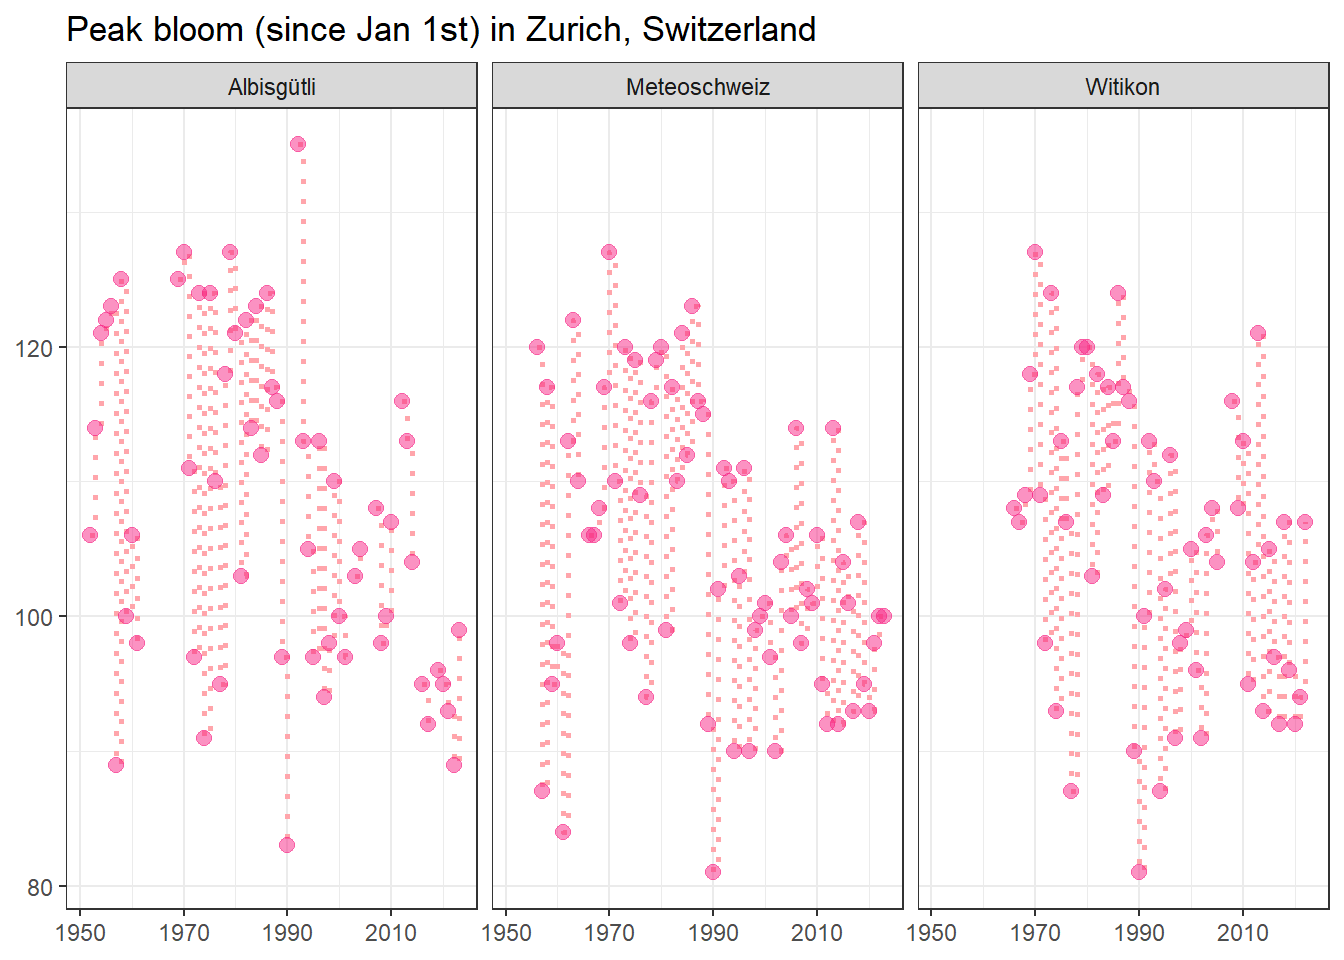 Peak bloom (since Jan 1st) in Zurich, Switzerland
Albisgütli Meteoschweiz Witikon
120
100
80
1950 1970 1990 2010 1950 1970 1990 2010 1950 1970 1990 2010